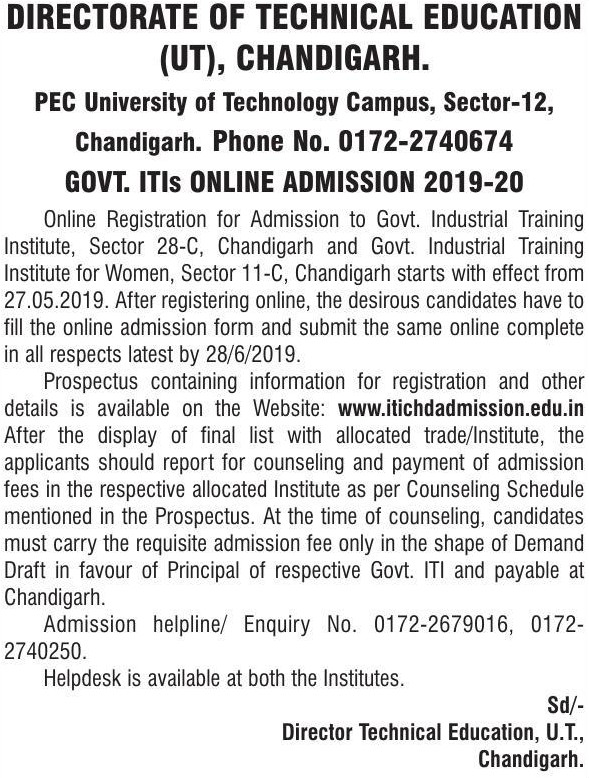 DIRECTORATE OF TECHNICAL EDUCATION
(UT), CHANDIGARH.
PEC University of Technology Campus, Sector-12,
Chandigarh. Phone No. 0172-2740674
GOVT. ITIs ONLINE ADMISSION 2019-20
Online Registration for Admission to Govt. Industrial Training
Institute, Sector 28-C, Chandigarh and Govt. Industrial Training
Institute for Women, Sector 11-C, Chandigarh starts with effect from
27.05.2019. After registering online, the desirous candidates have to
fill the online admission form and submit the same online complete
in all respects latest by 28/6/2019.
Prospectus containing information for registration and other
details is available on the Website: www.itichdadmission.edu.in
After the display of final list with allocated trade/Institute, the
applicants should report for counseling and payment of admission
fees in the respective allocated Institute as per Counseling Schedule
mentioned in the Prospectus. At the time of counseling, candidates
must carry the requisite admission fee only in the shape of Demand
Draft in favour of Principal of respective Govt. ITI and payable at
Chandigarh.
Admission helpline/ Enquiry No. 0172-2679016, 0172-
2740250.
Helpdesk is available at both the Institutes.
Sd/-
Director Technical Education, U.T.,
Chandigarh.